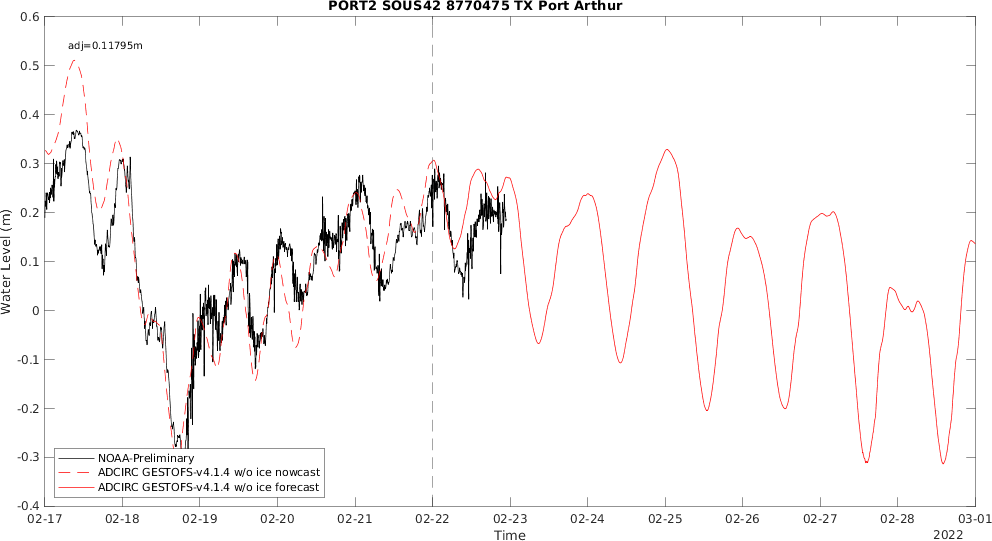 PORT2 SOUS42 8770475 TX Port Arthur
adj=0.11795m
0.6
0.5
0.4
0.3
0.2
0.1
0
-0.1
-0.2
-0.3
-0.4
Water Level (m)
NOAA-Preliminary
ADCIRC GESTOFS-v4.1.4 w/o ice nowcast
ADCIRC GESTOFS-v4.1.4 w/o ice forecast
02-17 02-18 02-19 02-20 02-21 02-22 02-23 02-24 02-25 02-26 02-27 02-28 03-01
Time
2022